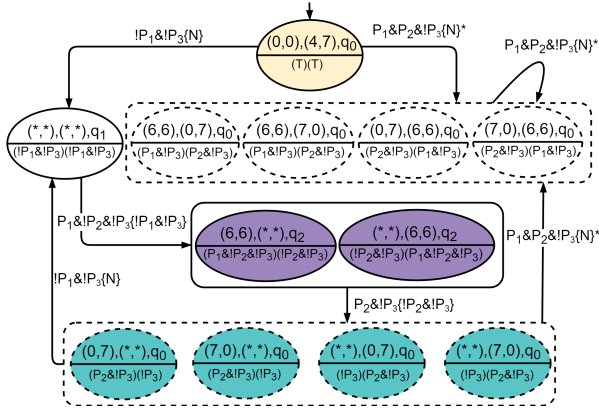 !P₁&!P₃{N}
(0,0),(4,7),q₀
(T)(T)
P₁&P₂&!P₃{N}*
P₁&P₂&!P₃{N}*
(*,*),(*,*),q₁
(!P₁&!P₃)(!P₁&!P₃)
(6,6),(0,7),q₀
(P₁&!P₃)(P₂&!P₃)
(6,6),(7,0),q₀
(!P₁&!P₃)(P₂&!P₃)
(0,7),(6,6),q₀
(P₂&!P₃)(P₁&!P₃)
(7,0),(6,6),q₀
(P₂&!P₃)(P₁&!P₃)
P₁&!P₂&!P₃{!P₁&!P₃}
(6,6),(*,*),q₂
(P₁&!P₂&!P₃)(!P₂&!P₃)
(*,*),(6,6),q₂
(!P₂&!P₃)(P₁&!P₂&!P₃)
P₁&P₂&!P₃{N}*
!P₁&!P₃{N}
P₂&!P₃{!P₂&!P₃}
(0,7),(*,*),q₀
(P₂&!P₃)(!P₃)
(7,0),(*,*),q₀
(P₂&!P₃)(!P₃)
(*,*),(0,7),q₀
(!P₃)(P₂&!P₃)
(*,*),(7,0),q₀
(!P₃)(P₂&!P₃)